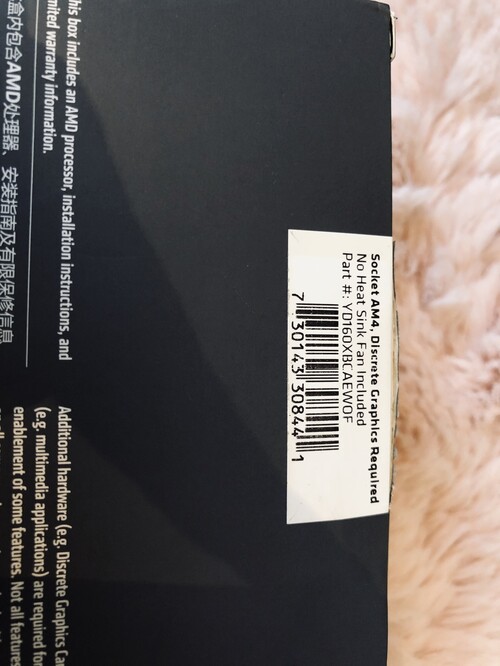 Socket AM4, Discrete Graphics Required
No Heat Sink Fan Included
Part #: YD160XBCAEWOF
7 30143 30844 1
his box includes an AMD processor, installation instructions, and
mited warranty information.
盒内包含AMD处理器、安装指南及有限保修信息
Additional hardware (e.g. Discrete Graphics Ca
(e.g. multimedia applications) are required fo
enablement of some features. Not all features